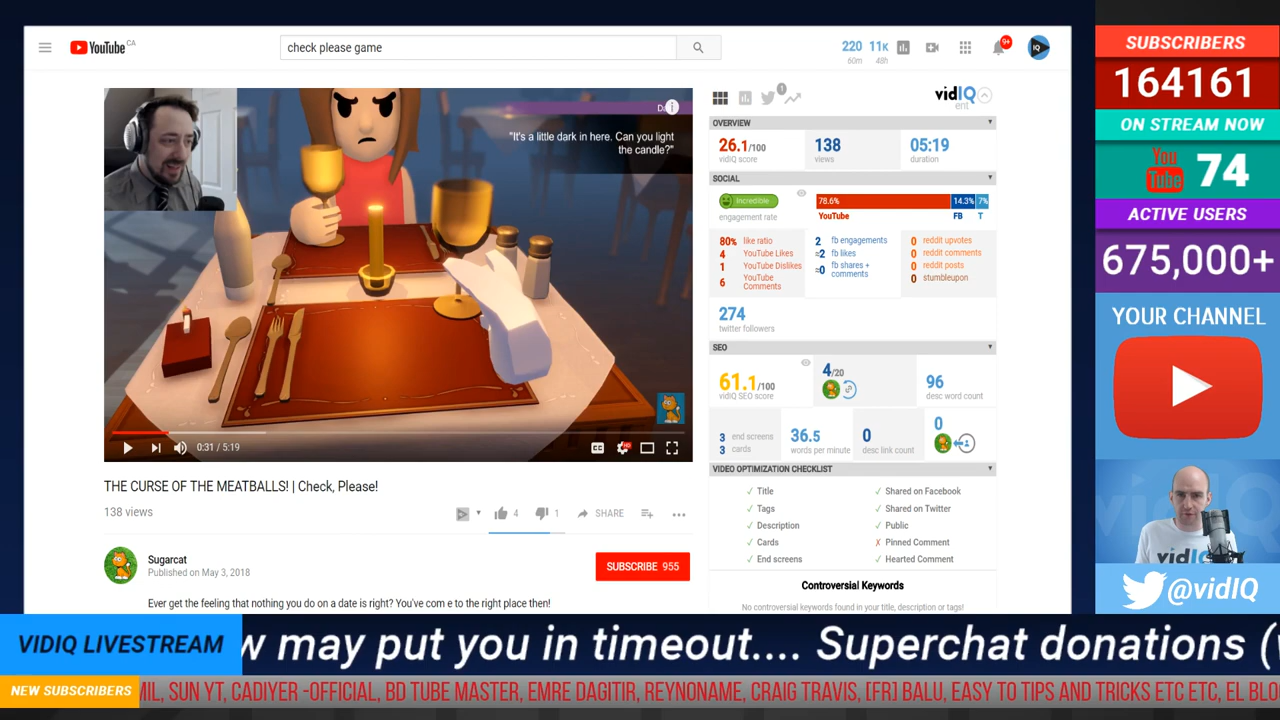 YouTube CA
check please game
220 11K
60m 48h
9+
IQ
SUBSCRIBERS
164161
ON STREAM NOW
You Tube 74
ACTIVE USERS
675,000+
YOUR CHANNEL
vidIQ
@vidIQ
"It's a little dark in here. Can you light
the candle?"
0:31 / 5:19
THE CURSE OF THE MEATBALLS! | Check, Please!
138 views
4 1 SHARE
Sugarcat
Published on May 3, 2018
SUBSCRIBE 955
Ever get the feeling that nothing you do on a date is right? You've com e to the right place then!
1
vidIQ
ent
OVERVIEW
26.1/100 138 05:19
vidIQ score views duration
SOCIAL
Incredible
engagement rate
78.6% 14.3% 7%
YouTube FB T
80% like ratio
4 YouTube Likes
1 YouTube Dislikes
6 YouTube
Comments
2 fb engagements
≈2 fb likes
≈0 fb shares +
comments
0 reddit upvotes
0 reddit comments
0 reddit posts
0 stumbleupon
274
twitter followers
SEO
61.1/100
vidIQ SEO score
4/20
96
desc word count
3 end screens
3 cards
36.5
words per minute
0
desc link count
0
VIDEO OPTIMIZATION CHECKLIST
✓ Title
✓ Tags
✓ Description
✓ Cards
✓ End screens
✓ Shared on Facebook
✓ Shared on Twitter
✓ Public
✗ Pinned Comment
✓ Hearted Comment
Controversial Keywords
No controversial keywords found in your title, description or tags!
VIDIQ LIVESTREAM
w may put you in timeout.... Superchat donations (
NEW SUBSCRIBERS
MIL, SUN YT, CADIYER -OFFICIAL, BD TUBE MASTER, EMRE DAGITIR, REYNONAME, CRAIG TRAVIS, [FR] BALU, EASY TO TIPS AND TRICKS ETC ETC, EL BLO